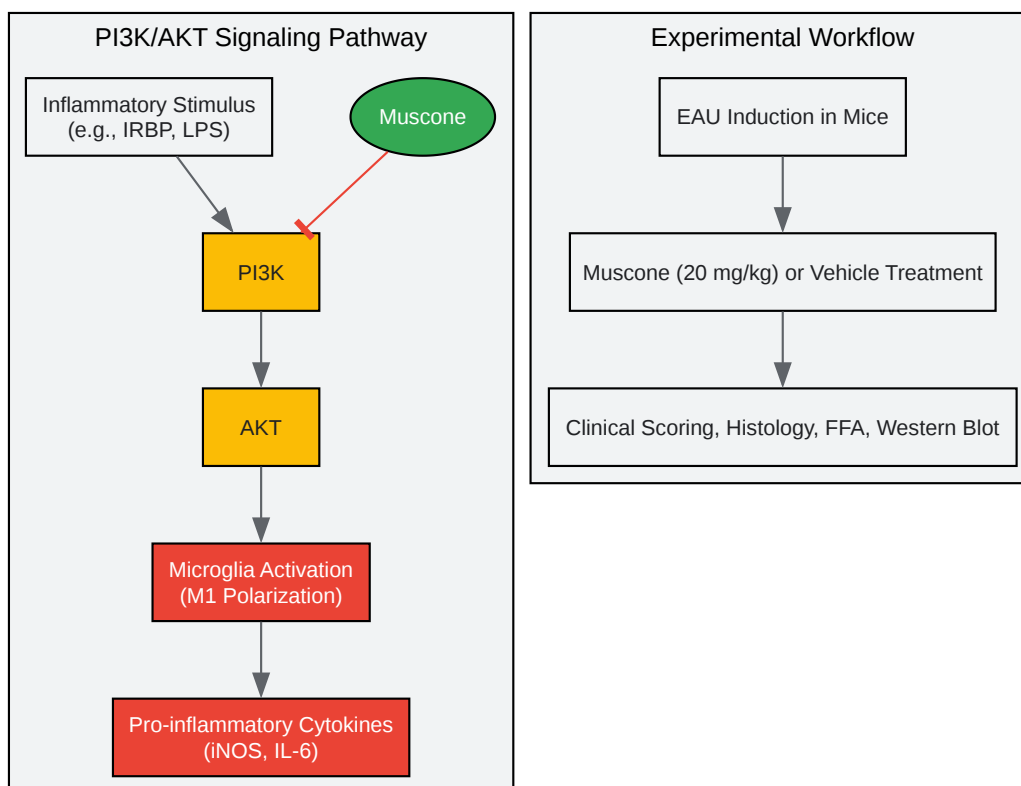 PI3K/AKT Signaling Pathway
Inflammatory Stimulus
(e.g., IRBP, LPS)
Muscone
PI3K
AKT
Microglia Activation
(M1 Polarization)
Pro-inflammatory Cytokines
(iNOS, IL-6)
Experimental Workflow
EAU Induction in Mice
Muscone (20 mg/kg) or Vehicle Treatment
Clinical Scoring, Histology, FFA, Western Blot